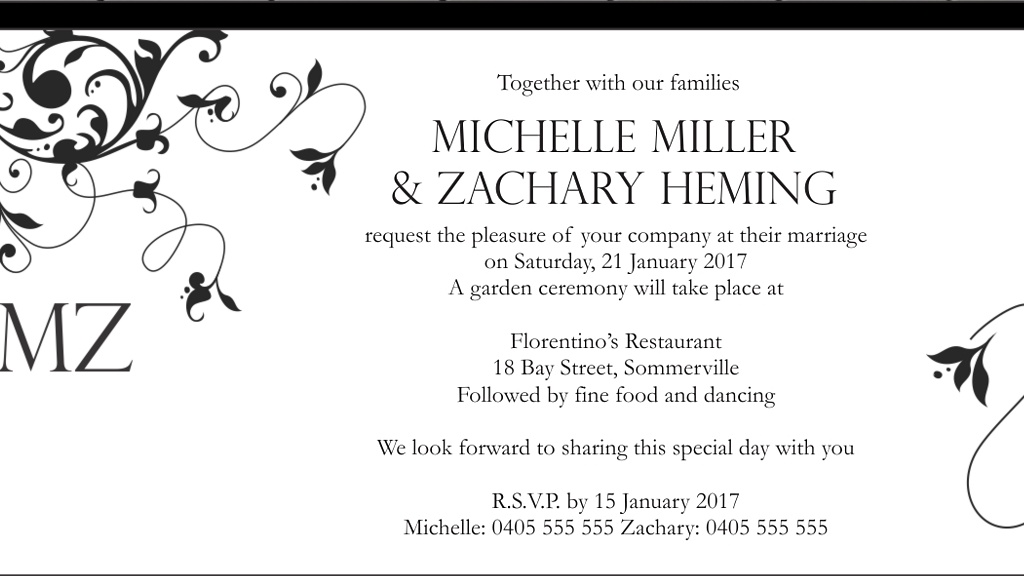 Together with our families
MICHELLE MILLER
& ZACHARY HEMING
request the pleasure of your company at their marriage
on Saturday, 21 January 2017
A garden ceremony will take place at
MZ
Florentino’s Restaurant
18 Bay Street, Sommerville
Followed by fine food and dancing
We look forward to sharing this special day with you
R.S.V.P. by 15 January 2017
Michelle: 0405 555 555 Zachary: 0405 555 555